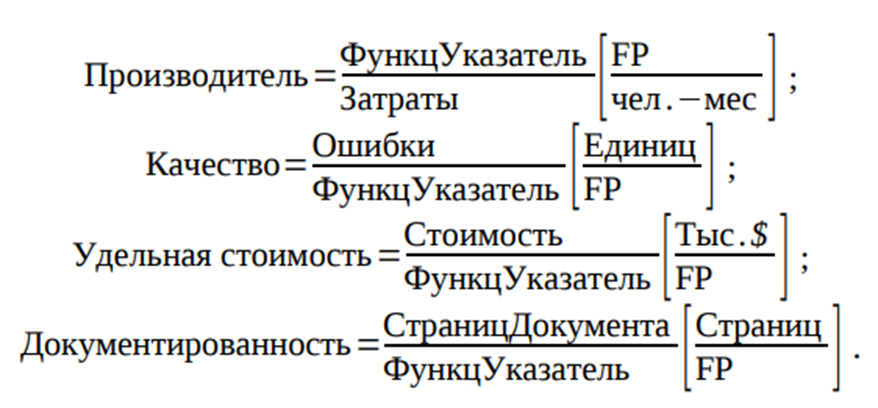 Производитель = ФункцУказатель / Затраты [FP / чел.−мес] ;
Качество = Ошибки / ФункцУказатель [Единиц / FP] ;
Удельная стоимость = Стоимость / ФункцУказатель [Тыс.$ / FP] ;
Документированность = СтраницДокумента / ФункцУказатель [Страниц / FP] .